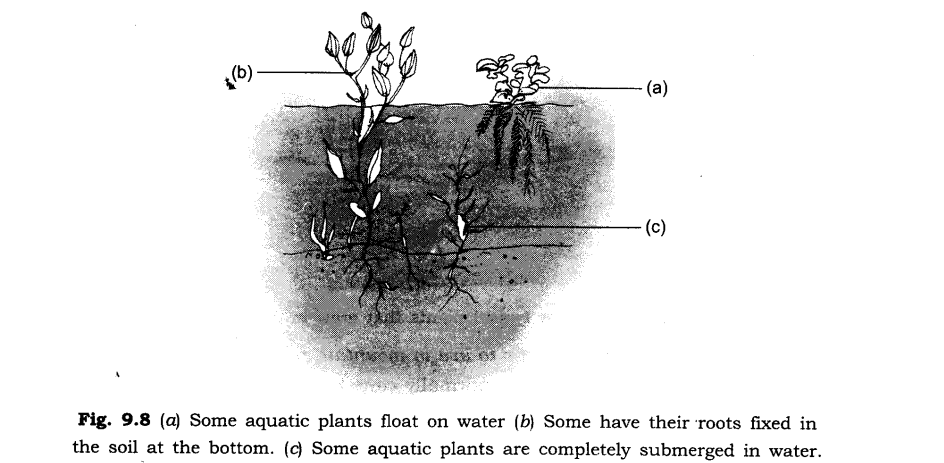 (b)
(a)
(c)
Fig. 9.8 (a) Some aquatic plants float on water (b) Some have their roots fixed in
the soil at the bottom. (c) Some aquatic plants are completely submerged in water.